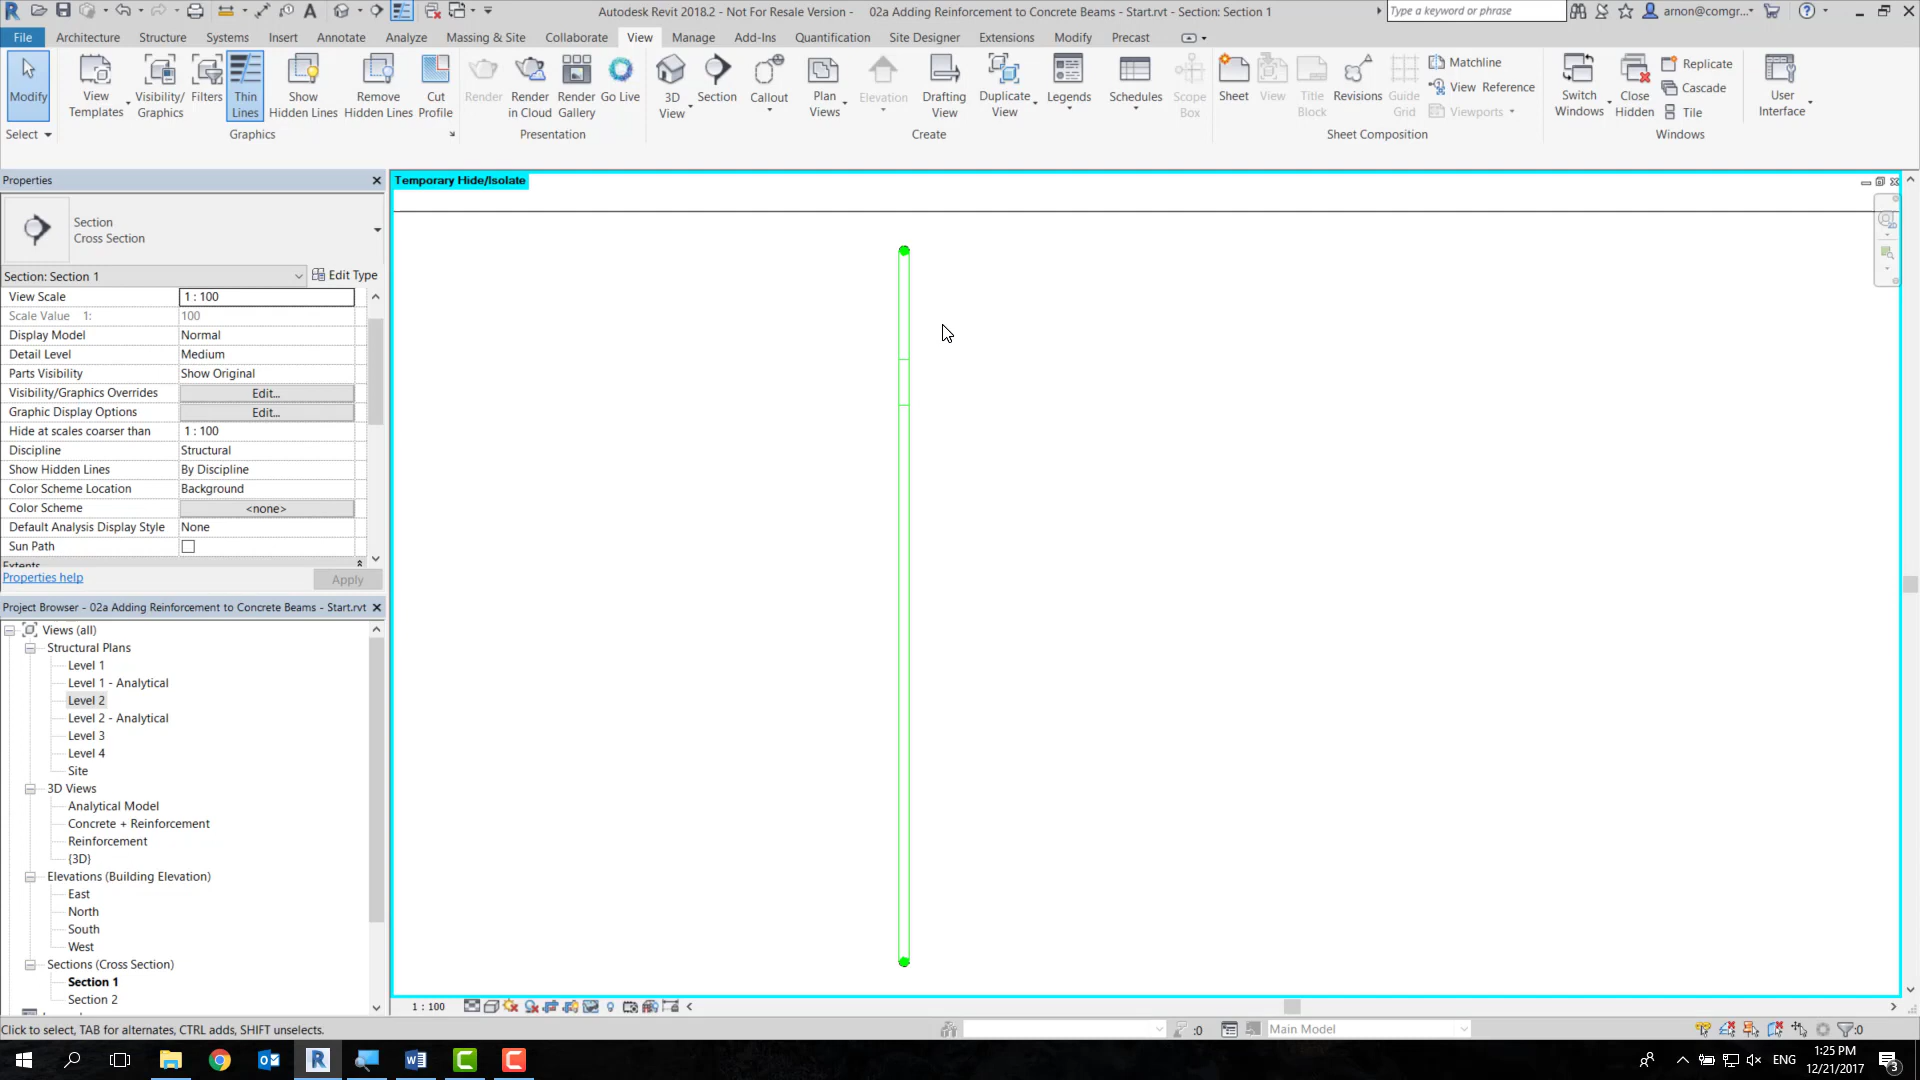 Autodesk Revit 2018.2 - Not For Resale Version - 02a Adding Reinforcement to Concrete Beams - Start.rvt - Section: Section 1
Type a keyword or phrase
arnon@comgr...
File Architecture Structure Systems Insert Annotate Analyze Massing & Site Collaborate View Manage Add-Ins Quantification Site Designer Extensions Modify Precast
Modify
View Templates
Visibility/ Graphics
Filters
Thin Lines
Show Hidden Lines
Remove Hidden Lines
Cut Profile
Render
Render in Cloud
Render Gallery
Go Live
3D View
Section
Callout
Plan Views
Elevation
Drafting View
Duplicate View
Legends
Schedules
Scope Box
Sheet
View
Title Block
Revisions
Guide Grid
Matchline
View Reference
Viewports
Switch Windows
Close Hidden
Replicate
Cascade
Tile
User Interface
Select Graphics Presentation Create Sheet Composition Windows
Properties
Temporary Hide/Isolate
Section
Cross Section
Section: Section 1 Edit Type
View Scale 1 : 100
Scale Value 1: 100
Display Model Normal
Detail Level Medium
Parts Visibility Show Original
Visibility/Graphics Overrides Edit...
Graphic Display Options Edit...
Hide at scales coarser than 1 : 100
Discipline Structural
Show Hidden Lines By Discipline
Color Scheme Location Background
Color Scheme <none>
Default Analysis Display Style None
Sun Path
Extents
Properties help Apply
Project Browser - 02a Adding Reinforcement to Concrete Beams - Start.rvt
Views (all)
Structural Plans
Level 1
Level 1 - Analytical
Level 2
Level 2 - Analytical
Level 3
Level 4
Site
3D Views
Analytical Model
Concrete + Reinforcement
Reinforcement
{3D}
Elevations (Building Elevation)
East
North
South
West
Sections (Cross Section)
Section 1
Section 2
1 : 100
Click to select, TAB for alternates, CTRL adds, SHIFT unselects.
:0
Main Model
:0
ENG
1:25 PM
12/21/2017
3